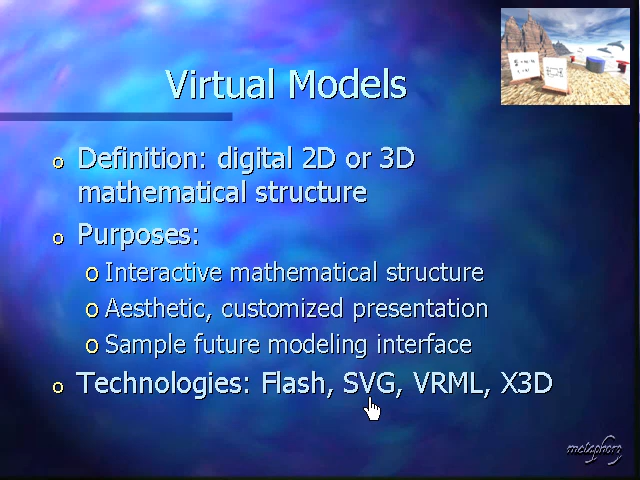 Virtual Models
o Definition: digital 2D or 3D
mathematical structure
o Purposes:
o Interactive mathematical structure
o Aesthetic, customized presentation
o Sample future modeling interface
o Technologies: Flash, SVG, VRML, X3D